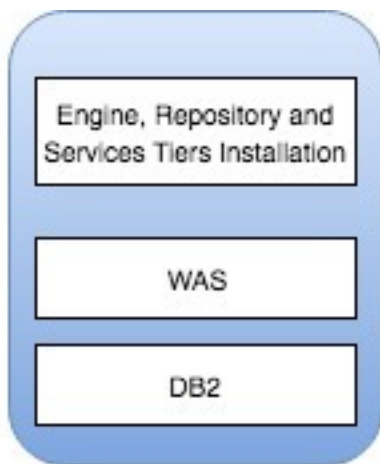 Engine, Repository and
Services Tiers Installation
WAS
DB2